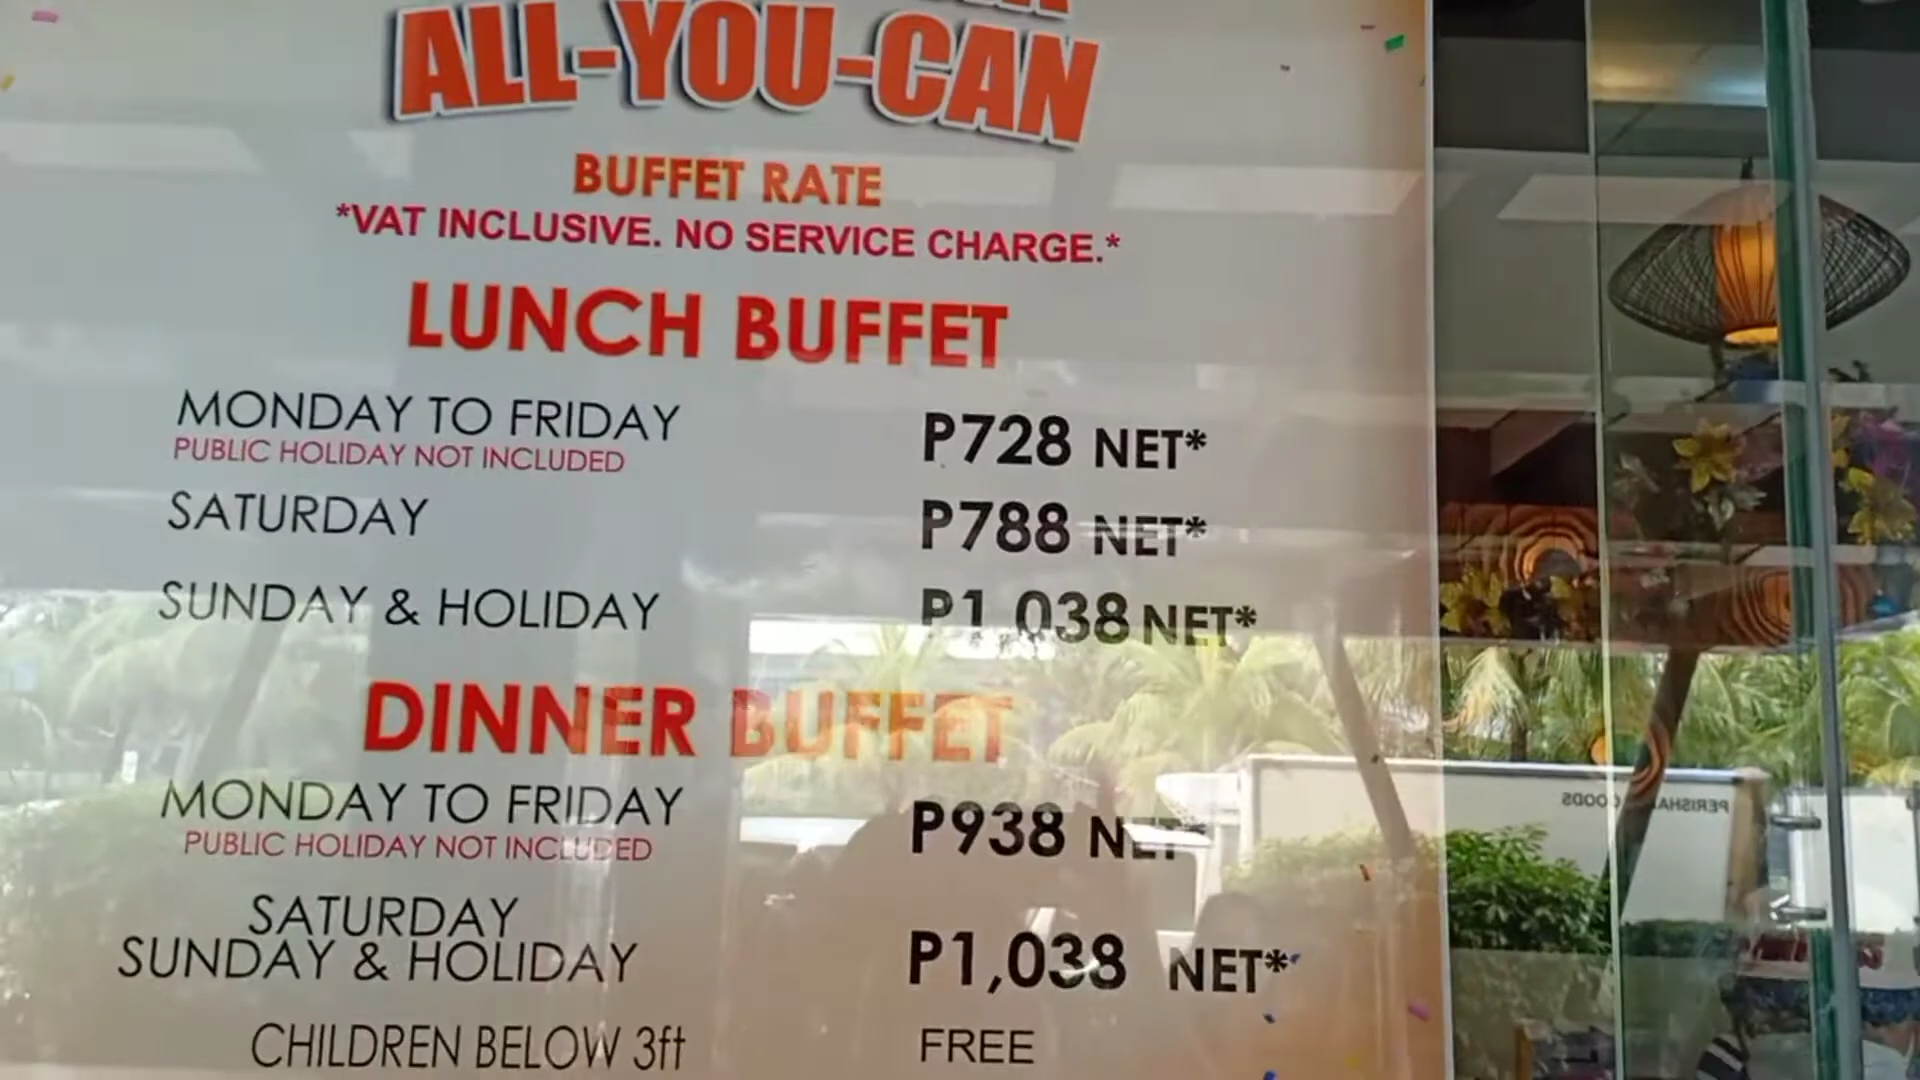 ALL-YOU-CAN
BUFFET RATE
*VAT INCLUSIVE. NO SERVICE CHARGE.*
LUNCH BUFFET
MONDAY TO FRIDAY P728 NET*
PUBLIC HOLIDAY NOT INCLUDED
SATURDAY P788 NET*
SUNDAY & HOLIDAY P1,038 NET*
DINNER BUFFET
MONDAY TO FRIDAY P938 NET*
PUBLIC HOLIDAY NOT INCLUDED
SATURDAY
SUNDAY & HOLIDAY P1,038 NET*
CHILDREN BELOW 3ft FREE